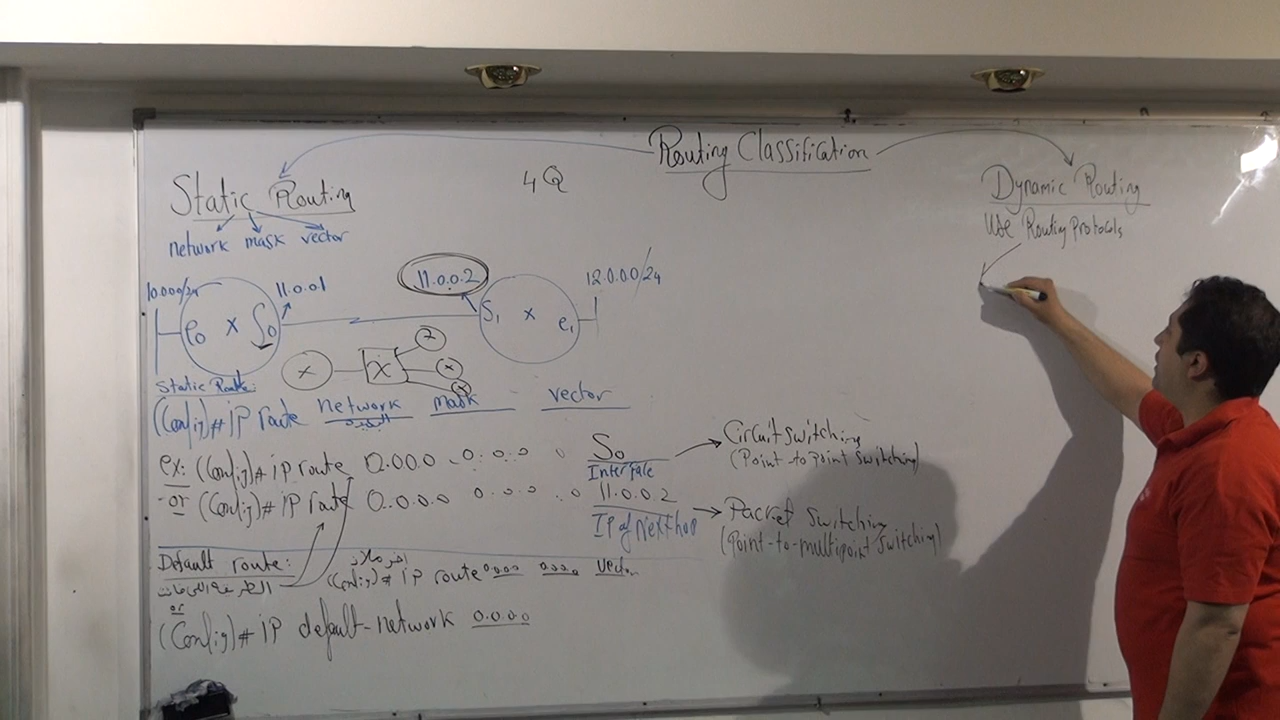 Routing Classification
Static Routing
4Q
Dynamic Routing
Use Routing Protocols
network mask vector
10.0.0.0/24
11.0.0.1
11.0.0.2
12.0.0.0/24
e0 x S0
S1 x e1
x X x x x
Static Route:
(Config)# ip route network mask vector
ex: (Config)# ip route 0.0.0.0 0.0.0.0 S0
Interface
Circuit Switching
(Point-to-Point Switching)
or (Config)# ip route 0.0.0.0 0.0.0.0 11.0.0.2
IP of Next hop
Packet Switching
(Point-to-multipoint Switching)
Default route:
اخر ملاذ
(Config)# ip route 0.0.0.0 0.0.0.0 vector
or
(Config)# ip default-network 0.0.0.0